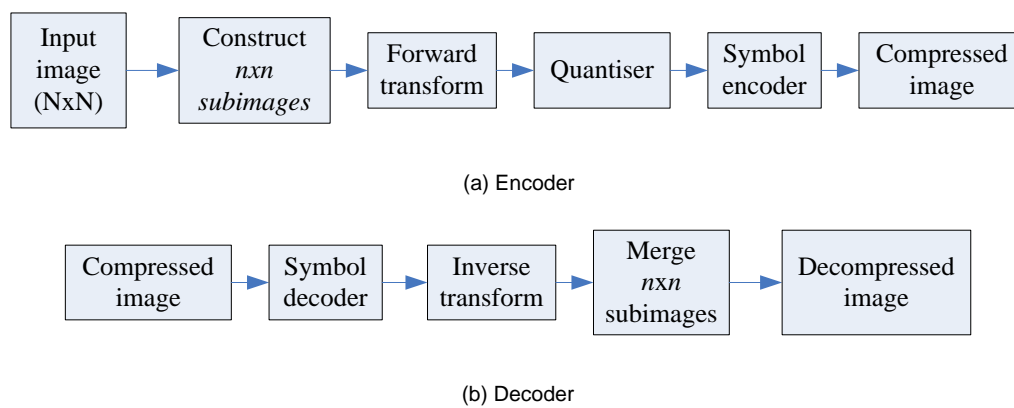 Input
image
(NxN)
Construct
nxn
subimages
Forward
transform
Quantiser
Symbol
encoder
Compressed
image
(a) Encoder
Compressed
image
Symbol
decoder
Inverse
transform
Merge
nxn
subimages
Decompressed
image
(b) Decoder